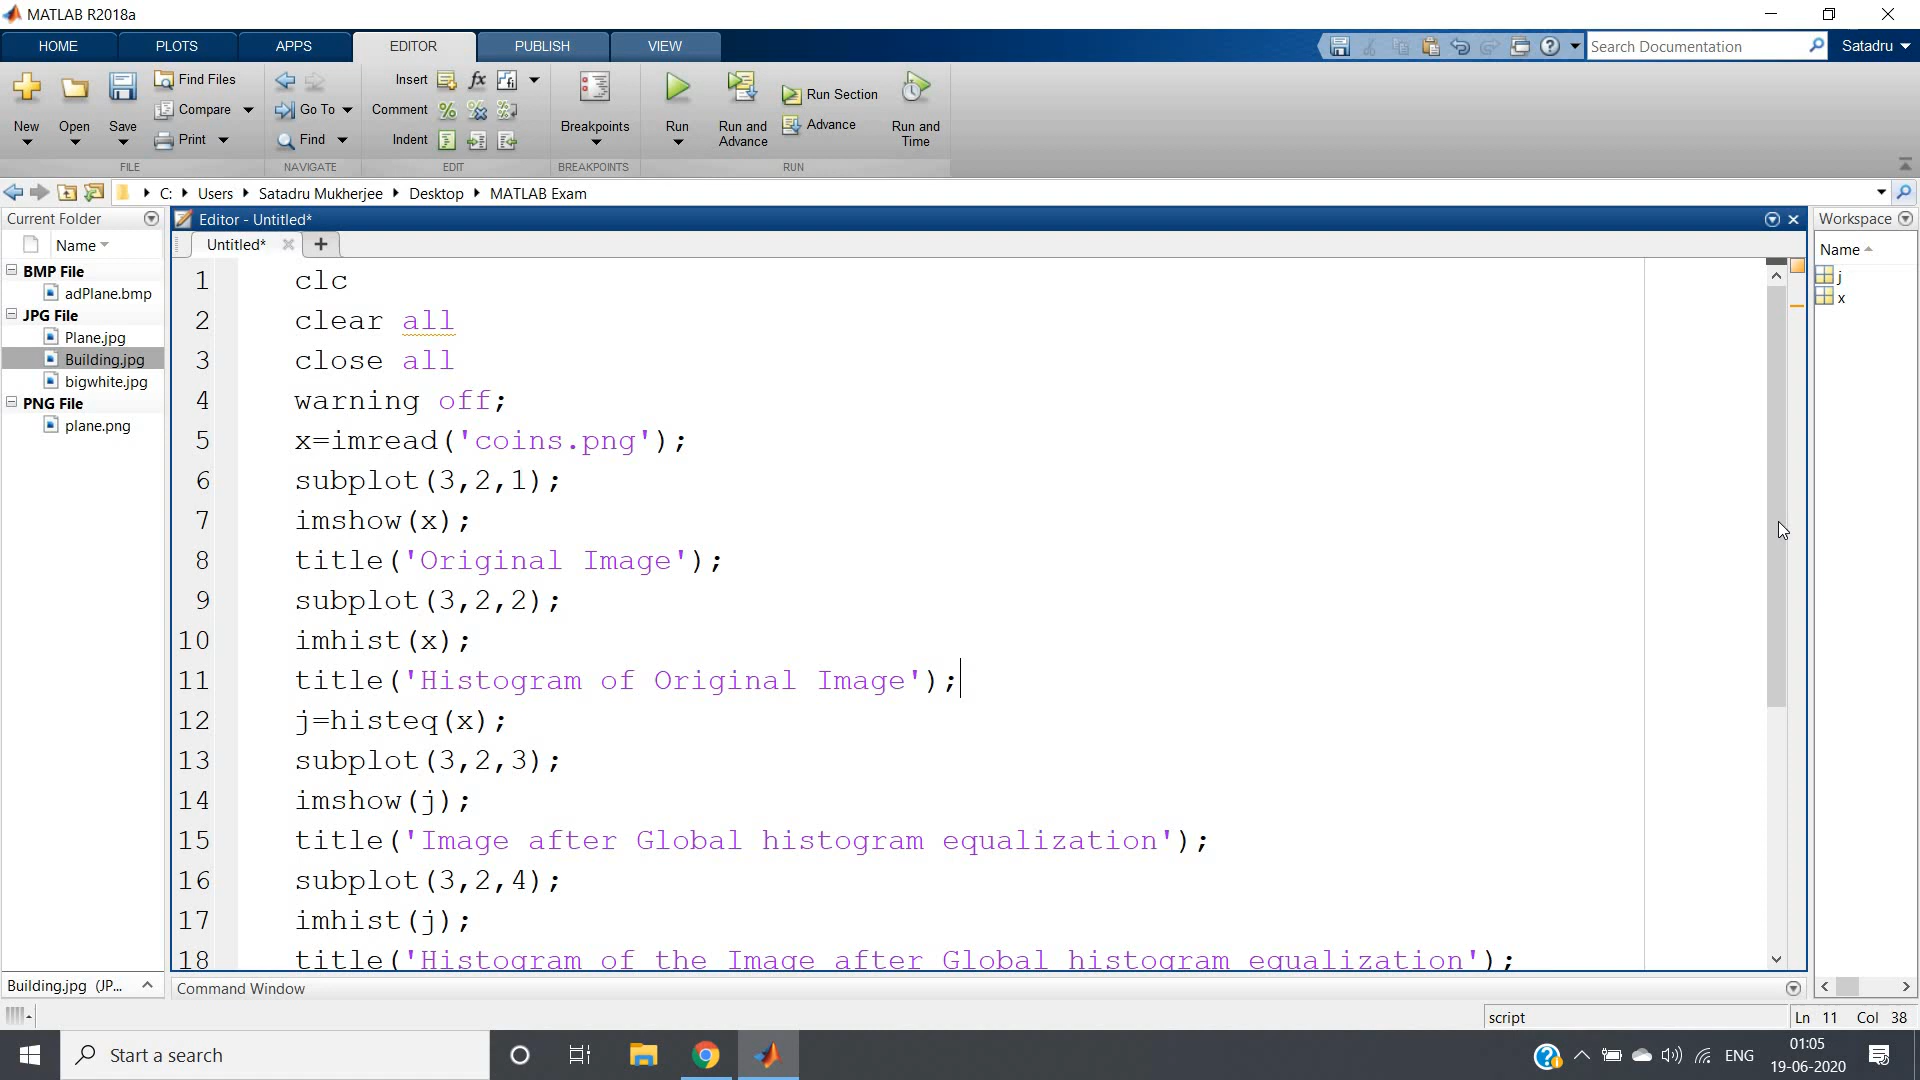 MATLAB R2018a
HOME PLOTS APPS EDITOR PUBLISH VIEW
Search Documentation
Satadru
New
Open
Save
Find Files
Compare
Print
FILE
Go To
Find
NAVIGATE
Insert
Comment
Indent
EDIT
Breakpoints
BREAKPOINTS
Run
Run and Advance
Run Section
Advance
Run and Time
RUN
C: Users Satadru Mukherjee Desktop MATLAB Exam
Current Folder
Name
BMP File
adPlane.bmp
JPG File
Plane.jpg
Building.jpg
bigwhite.jpg
PNG File
plane.png
Building.jpg (JP...
Editor - Untitled*
Untitled*
1 clc
2 clear all
3 close all
4 warning off;
5 x=imread('coins.png');
6 subplot(3,2,1);
7 imshow(x);
8 title('Original Image');
9 subplot(3,2,2);
10 imhist(x);
11 title('Histogram of Original Image');
12 j=histeq(x);
13 subplot(3,2,3);
14 imshow(j);
15 title('Image after Global histogram equalization');
16 subplot(3,2,4);
17 imhist(j);
18 title('Histogram of the Image after Global histogram equalization');
Command Window
Workspace
Name
j
x
script
Ln 11 Col 38
Start a search
ENG
01:05
19-06-2020